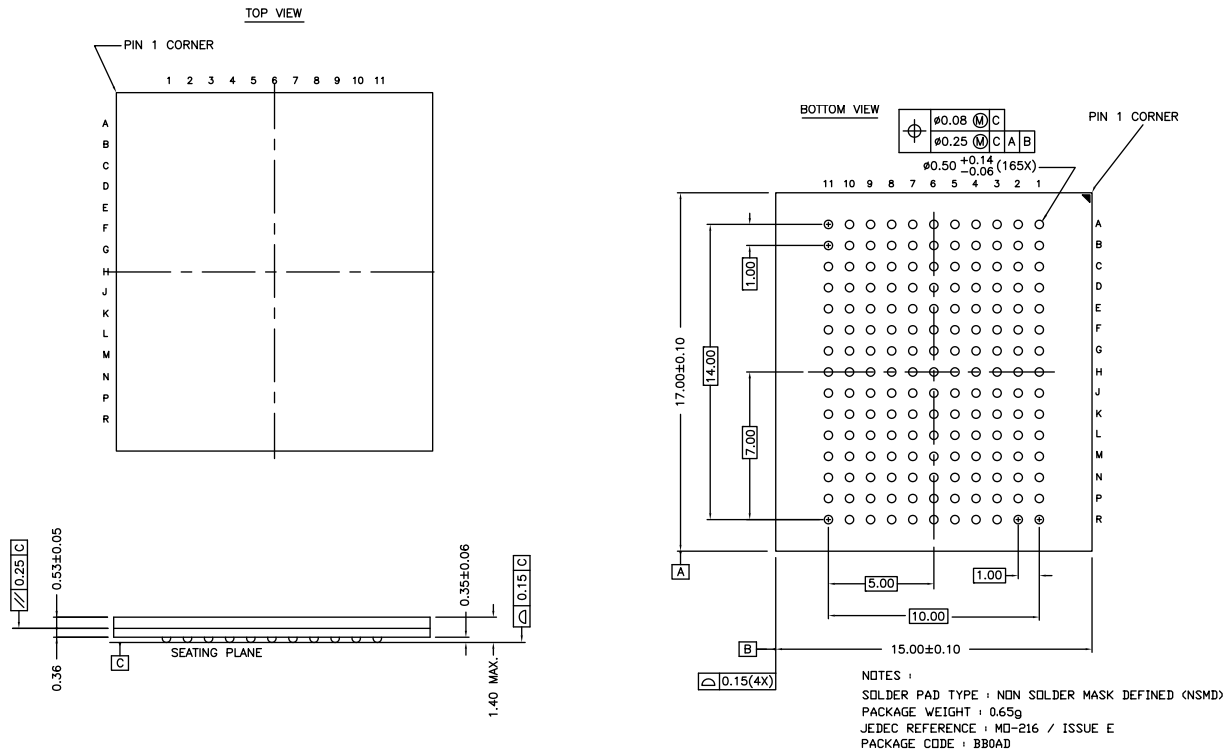 TOP VIEW
PIN 1 CORNER
1 2 3 4 5 6 7 8 9 10 11
A
B
C
D
E
F
G
H
J
K
L
M
N
P
R
BOTTOM VIEW
⌖ ø0.08 Ⓜ C
ø0.25 Ⓜ C A B
PIN 1 CORNER
ø0.50 +0.14 -0.06 (165X)
11 10 9 8 7 6 5 4 3 2 1
A
B
C
D
E
F
G
H
J
K
L
M
N
P
R
1.00
14.00
7.00
17.00±0.10
A
5.00
1.00
10.00
B
15.00±0.10
0.15(4X)
// 0.25 C
0.53±0.05
0.36
C
SEATING PLANE
0.35±0.06
0.15 C
1.40 MAX.
NOTES :
SOLDER PAD TYPE : NON SOLDER MASK DEFINED (NSMD)
PACKAGE WEIGHT : 0.65g
JEDEC REFERENCE : MO-216 / ISSUE E
PACKAGE CODE : BB0AD